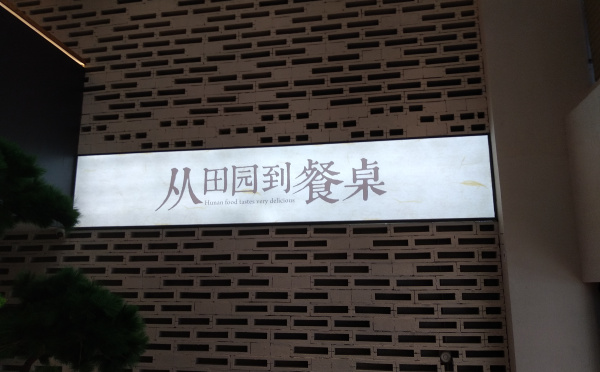 从田园到餐桌
Hunan food tastes very delicious